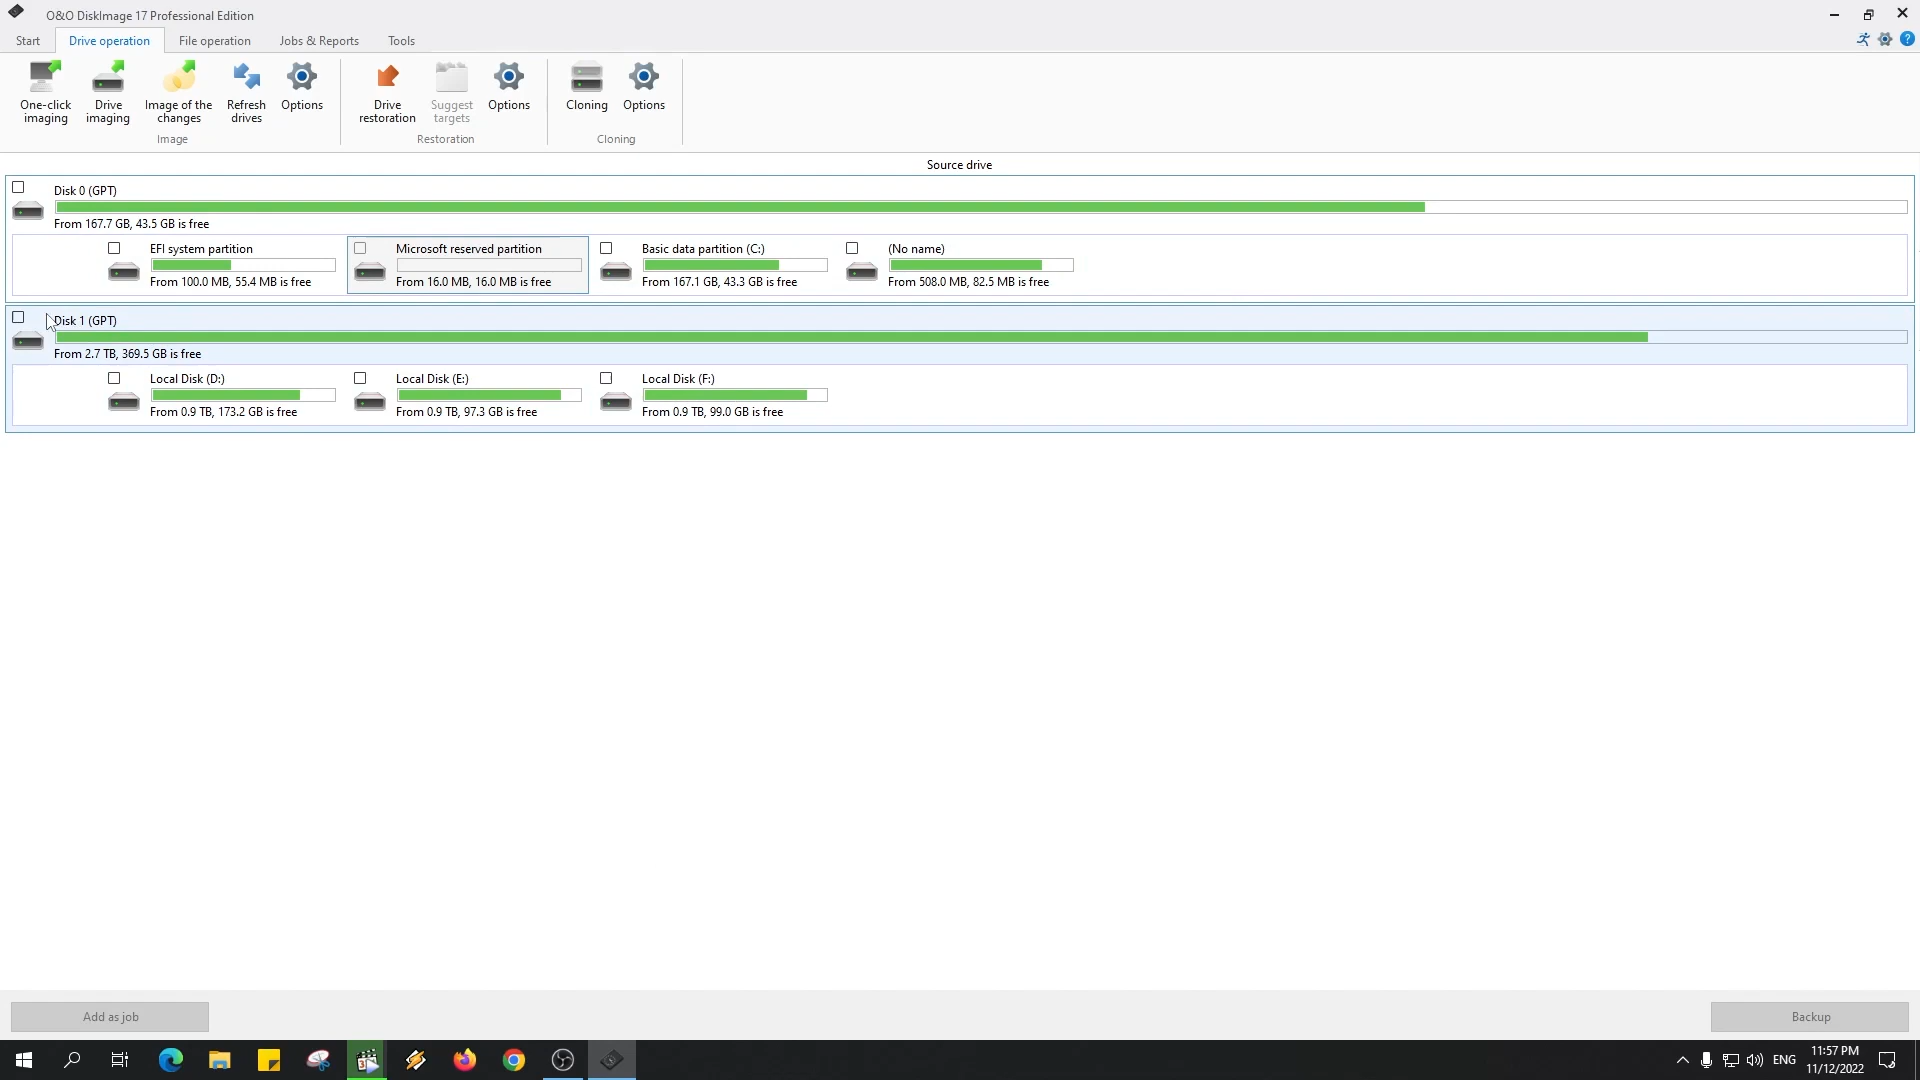 O&O DiskImage 17 Professional Edition
Start Drive operation File operation Jobs & Reports Tools
One-click imaging
Drive imaging
Image of the changes
Refresh drives
Options
Image
Drive restoration
Suggest targets
Options
Restoration
Cloning
Options
Cloning
Source drive
Disk 0 (GPT)
From 167.7 GB, 43.5 GB is free
EFI system partition
From 100.0 MB, 55.4 MB is free
Microsoft reserved partition
From 16.0 MB, 16.0 MB is free
Basic data partition (C:)
From 167.1 GB, 43.3 GB is free
(No name)
From 508.0 MB, 82.5 MB is free
Disk 1 (GPT)
From 2.7 TB, 369.5 GB is free
Local Disk (D:)
From 0.9 TB, 173.2 GB is free
Local Disk (E:)
From 0.9 TB, 97.3 GB is free
Local Disk (F:)
From 0.9 TB, 99.0 GB is free
Add as job
Backup
ENG
11:57 PM
11/12/2022